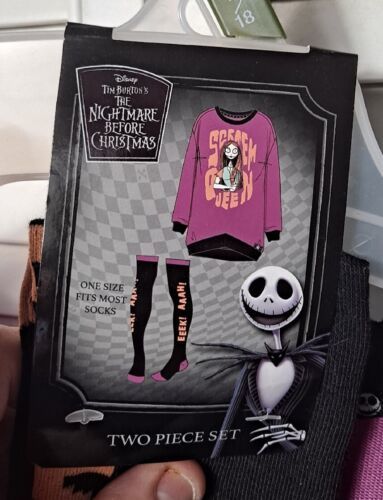 /18
Disney
TIM BURTON'S
THE
NIGHTMARE
BEFORE
CHRISTMAS
SCREAM
QUEEN
ONE SIZE
FITS MOST
SOCKS
EEEK! AAAH!
EEEK! AAAH!
TWO PIECE SET